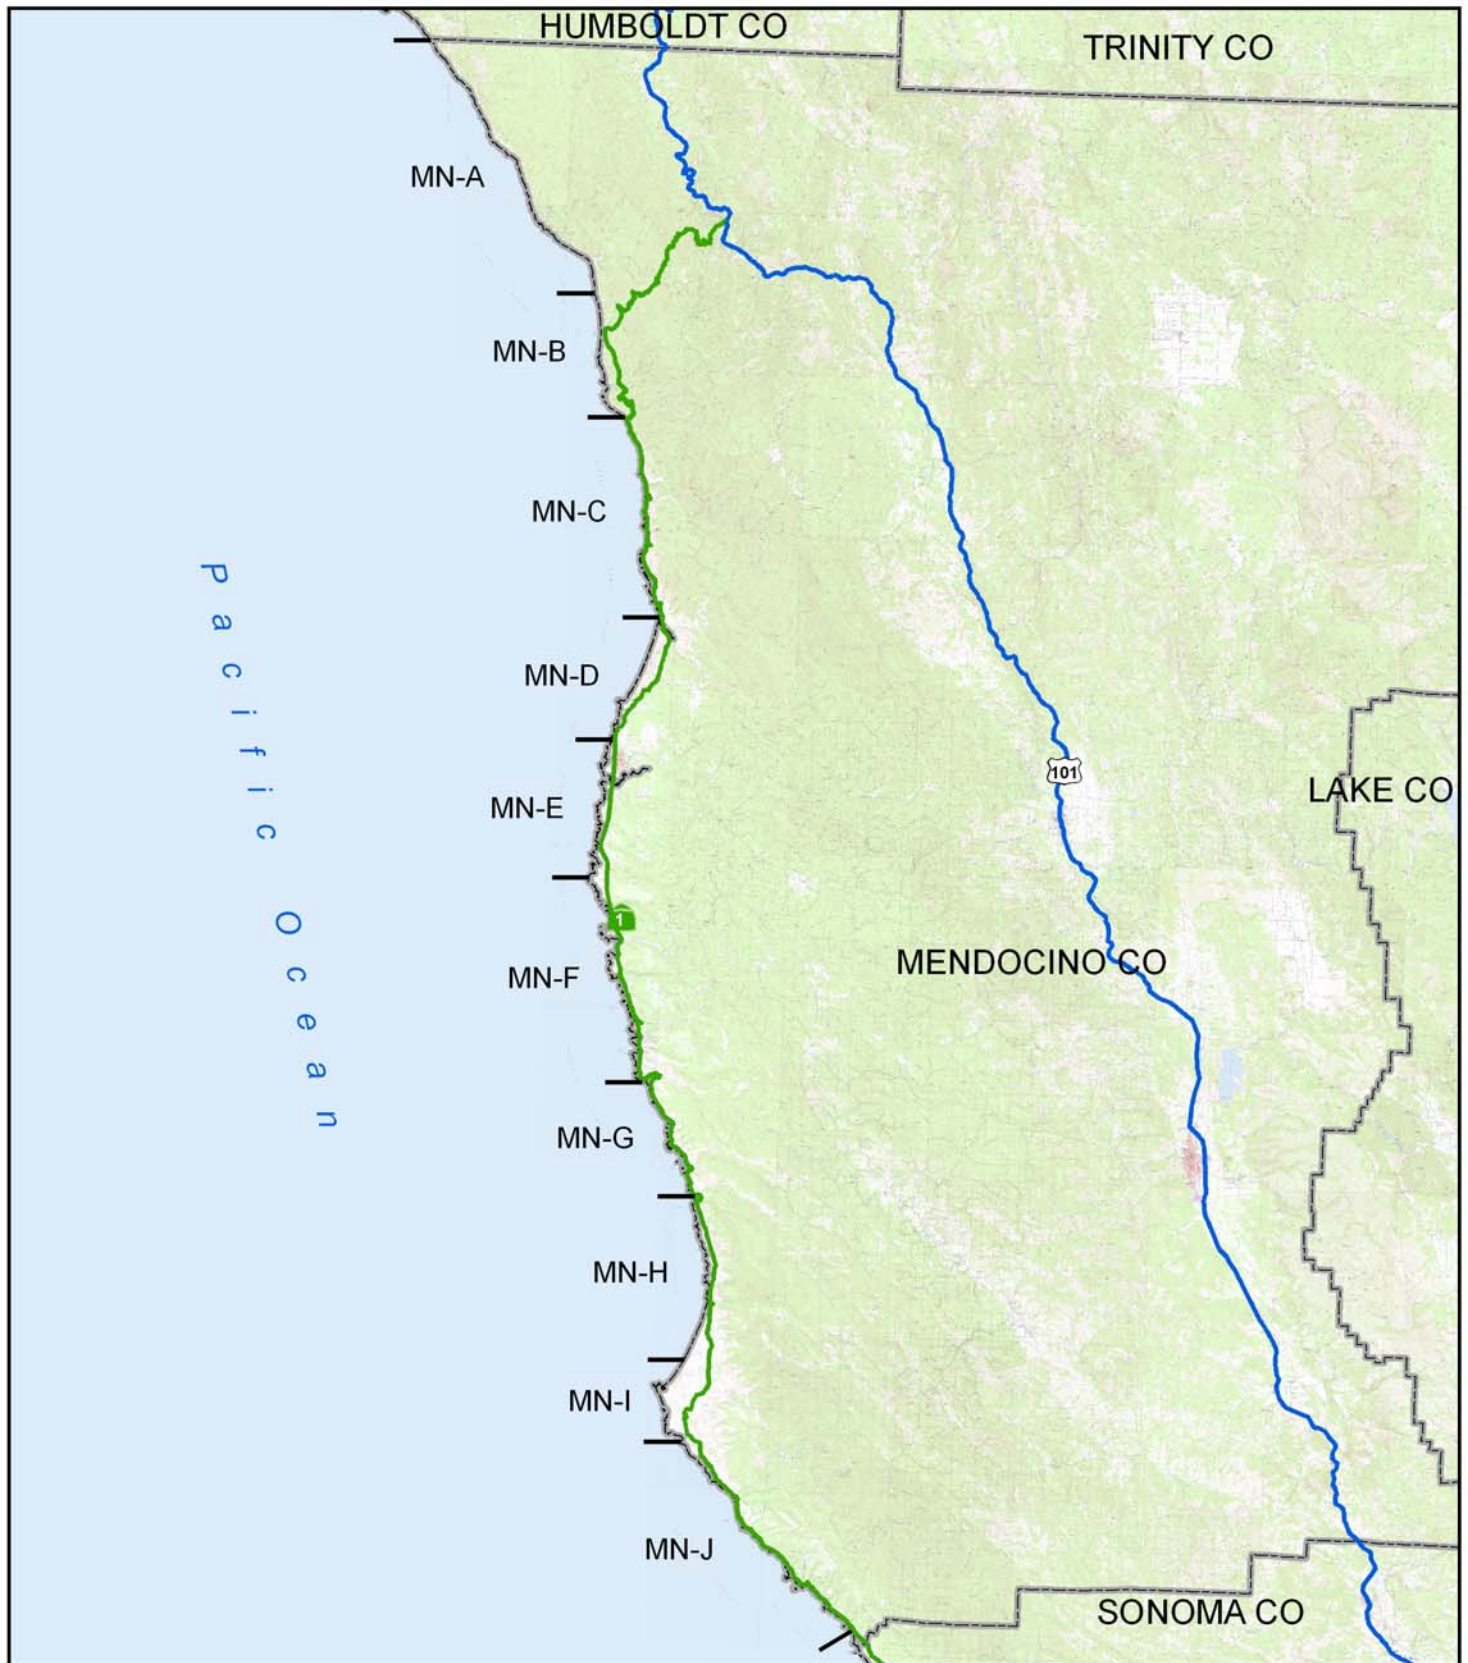 HUMBOLDT CO
TRINITY CO
MN-A
MN-B
MN-C
Pacific Ocean
MN-D
101
LAKE CO
MN-E
1
MENDOCINO CO
MN-F
MN-G
MN-H
MN-I
MN-J
SONOMA CO